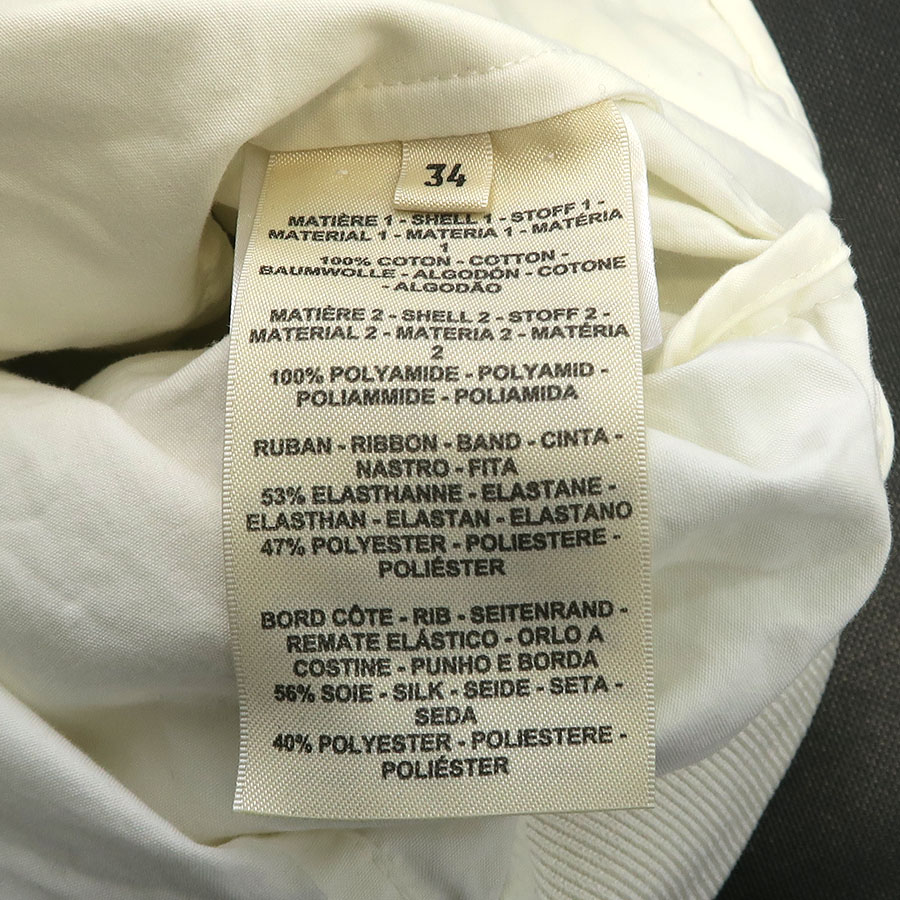 34
MATIÈRE 1 - SHELL 1 - STOFF 1 -
MATERIAL 1 - MATERIA 1 - MATÉRIA
1
100% COTON - COTTON -
BAUMWOLLE - ALGODÓN - COTONE
- ALGODÃO
MATIÈRE 2 - SHELL 2 - STOFF 2 -
MATERIAL 2 - MATERIA 2 - MATÉRIA
2
100% POLYAMIDE - POLYAMID -
POLIAMMIDE - POLIAMIDA
RUBAN - RIBBON - BAND - CINTA -
NASTRO - FITA
53% ELASTHANNE - ELASTANE -
ELASTHAN - ELASTAN - ELASTANO
47% POLYESTER - POLIESTERE -
POLIÉSTER
BORD CÔTE - RIB - SEITENRAND -
REMATE ELÁSTICO - ORLO A
COSTINE - PUNHO E BORDA
56% SOIE - SILK - SEIDE - SETA -
SEDA
40% POLYESTER - POLIESTERE -
POLIÉSTER